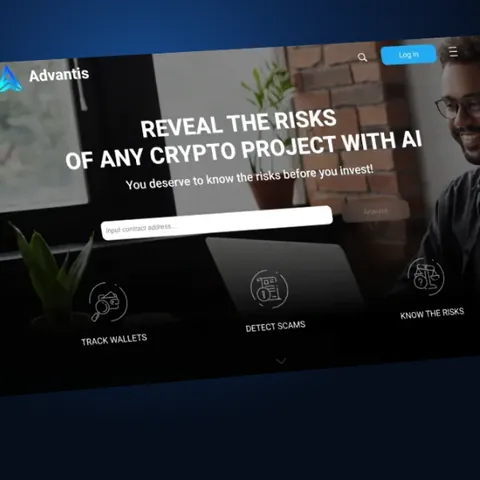 Advantis
Log In
REVEAL THE RISKS
OF ANY CRYPTO PROJECT WITH AI
You deserve to know the risks before you invest!
Input contract address...
TRACK WALLETS
DETECT SCAMS
KNOW THE RISKS